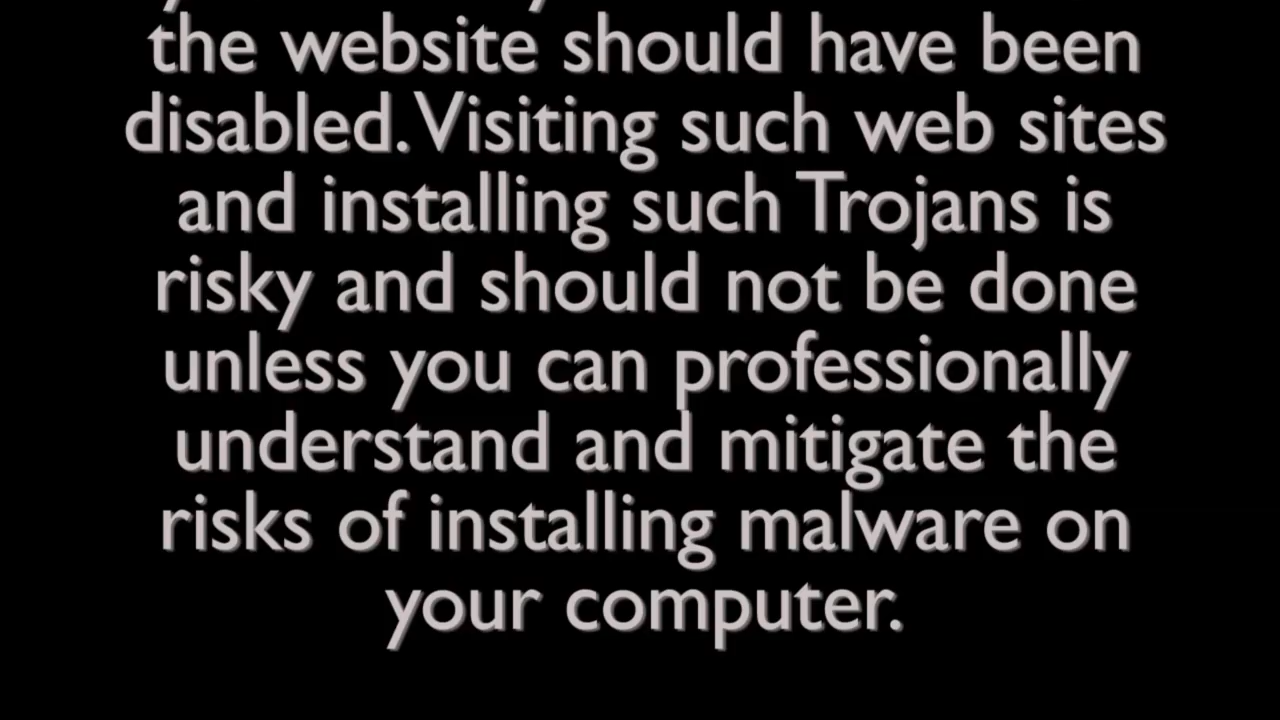 the website should have been
disabled. Visiting such web sites
and installing such Trojans is
risky and should not be done
unless you can professionally
understand and mitigate the
risks of installing malware on
your computer.